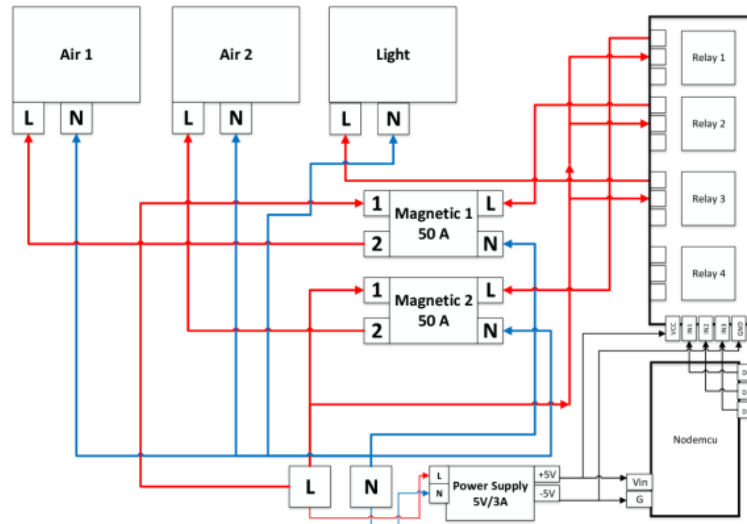 Air 1
Air 2
Light
L
N
L
N
L
N
Relay 1
Relay 2
Relay 3
Relay 4
1
Magnetic 1
50 A
L
2
N
1
Magnetic 2
50 A
L
2
N
VCC
IN1
IN2
IN3
GND
D
D
D
Nodemcu
L
N
L
N
Power Supply
5V/3A
+5V
-5V
Vin
G